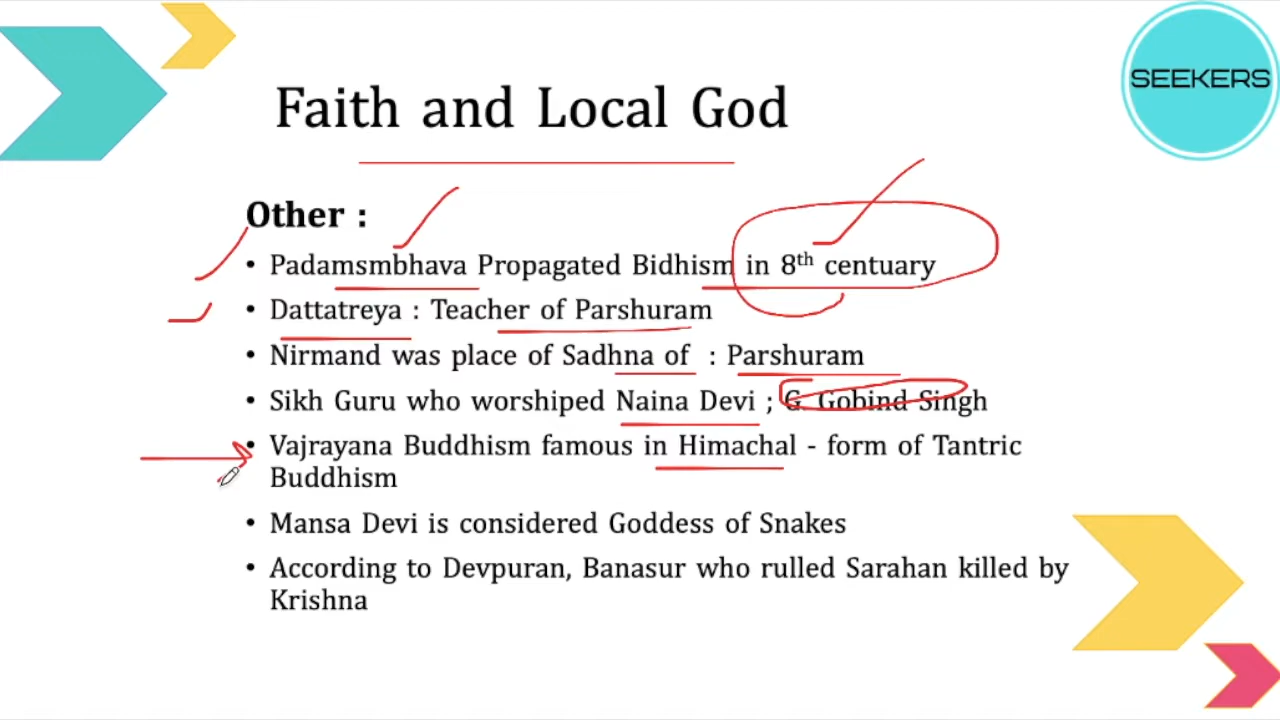 SEEKERS
Faith and Local God
Other :
• Padamsmbhava Propagated Bidhism in 8th centuary
• Dattatreya : Teacher of Parshuram
• Nirmand was place of Sadhna of : Parshuram
• Sikh Guru who worshiped Naina Devi ; G. Gobind Singh
• Vajrayana Buddhism famous in Himachal - form of Tantric
Buddhism
• Mansa Devi is considered Goddess of Snakes
• According to Devpuran, Banasur who rulled Sarahan killed by
Krishna